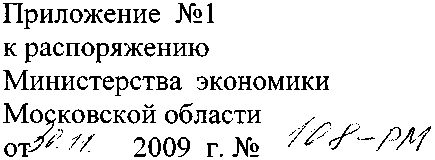 Приложение №1
к распоряжению
Министерства экономики
Московской области
от 30.11. 2009 г. № 108-РМ